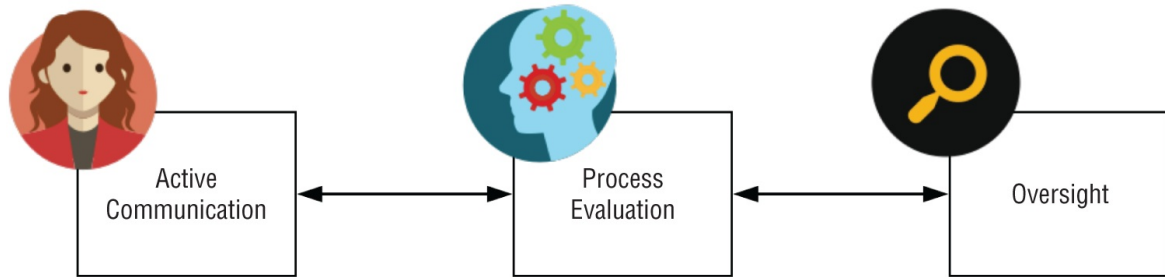 Active
Communication
Process
Evaluation
Oversight